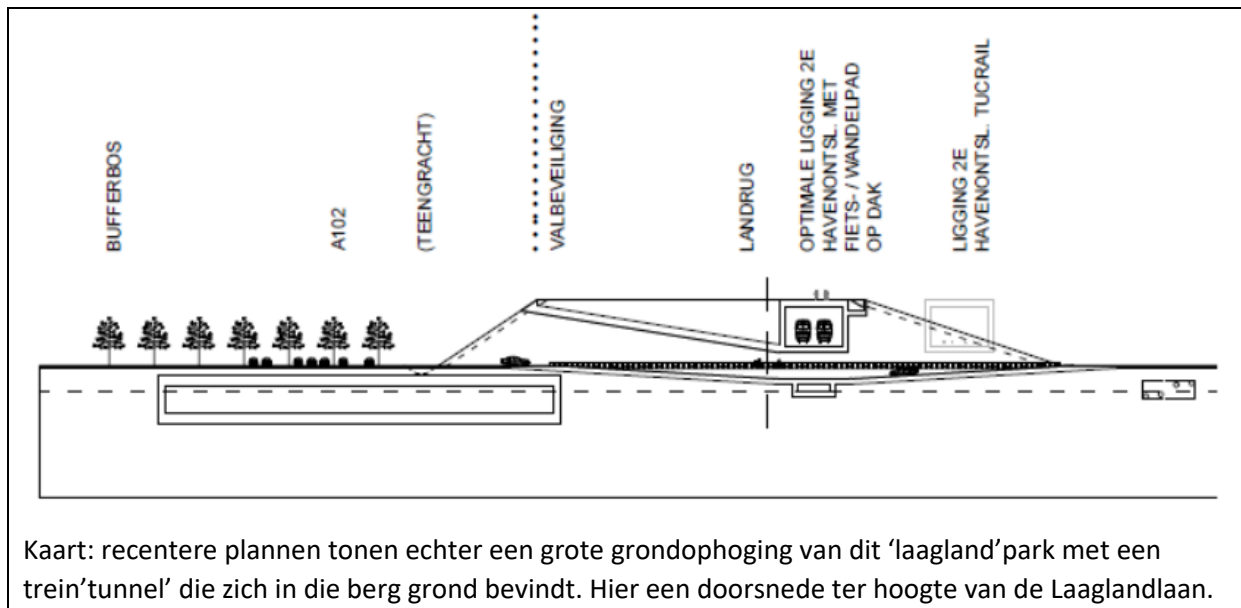 BUFFERBOS
A102
(TEENGRACHT)
VALBEVEILIGING
LANDRUG
OPTIMALE LIGGING 2E
HAVENONTSL. MET
FIETS- / WANDELPAD
OP DAK
LIGGING 2E
HAVENONTSL. TUCRAIL
Kaart: recentere plannen tonen echter een grote grondophoging van dit ‘laagland’park met een
trein’tunnel’ die zich in die berg grond bevindt. Hier een doorsnede ter hoogte van de Laaglandlaan.